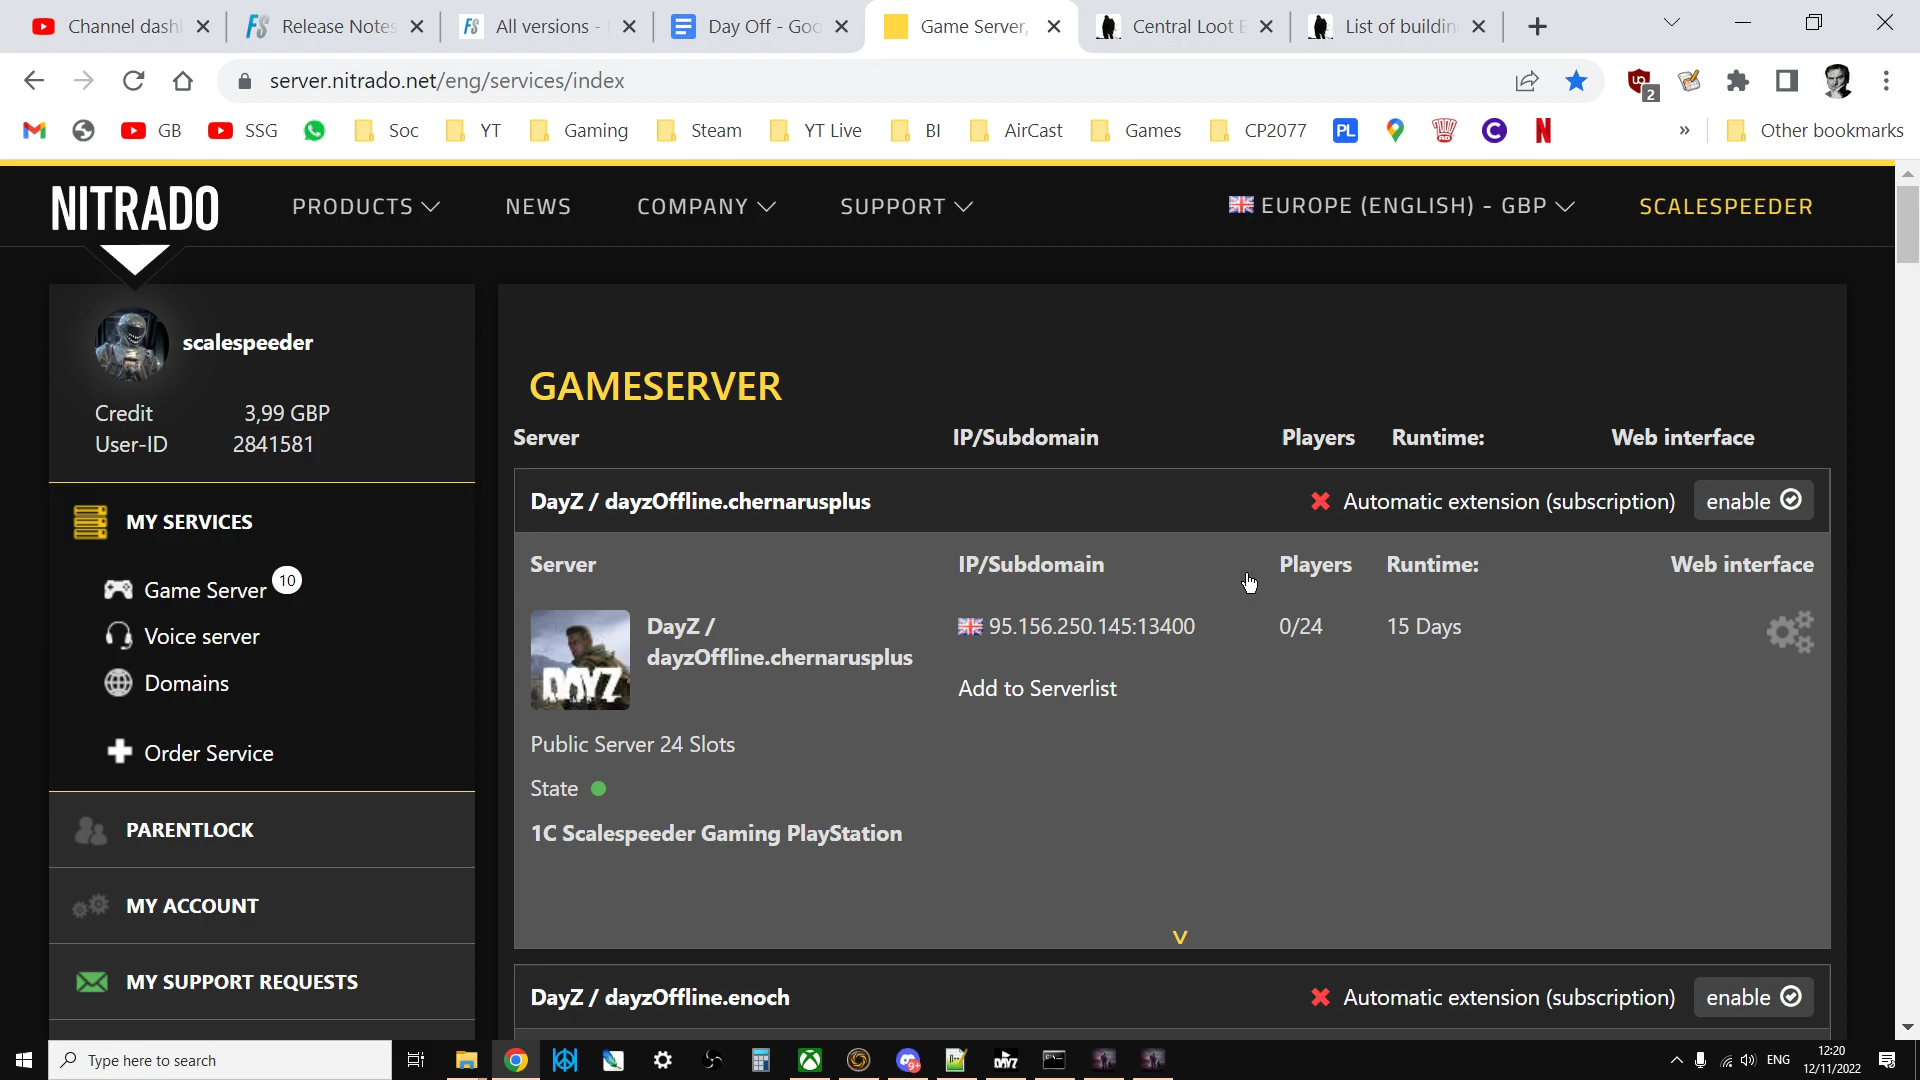 Channel dash
Release Notes
All versions -
Day Off - Goo
Game Server,
Central Loot E
List of buildin
server.nitrado.net/eng/services/index
2
GB
SSG
Soc
YT
Gaming
Steam
YT Live
BI
AirCast
Games
PL
CP2077
Other bookmarks
NITRADO
PRODUCTS
NEWS
COMPANY
SUPPORT
EUROPE (ENGLISH) - GBP
SCALESPEEDER
scalespeeder
Credit 3,99 GBP
User-ID 2841581
MY SERVICES
Game Server 10
Voice server
Domains
Order Service
PARENTLOCK
MY ACCOUNT
MY SUPPORT REQUESTS
GAMESERVER
Server IP/Subdomain Players Runtime: Web interface
DayZ / dayzOffline.chernarusplus Automatic extension (subscription) enable
Server IP/Subdomain Players Runtime: Web interface
DAYZ
DayZ / 95.156.250.145:13400 0/24 15 Days
dayzOffline.chernarusplus
Add to Serverlist
Public Server 24 Slots
State
1C Scalespeeder Gaming PlayStation
DayZ / dayzOffline.enoch Automatic extension (subscription) enable
Type here to search
ENG
12:20
12/11/2022